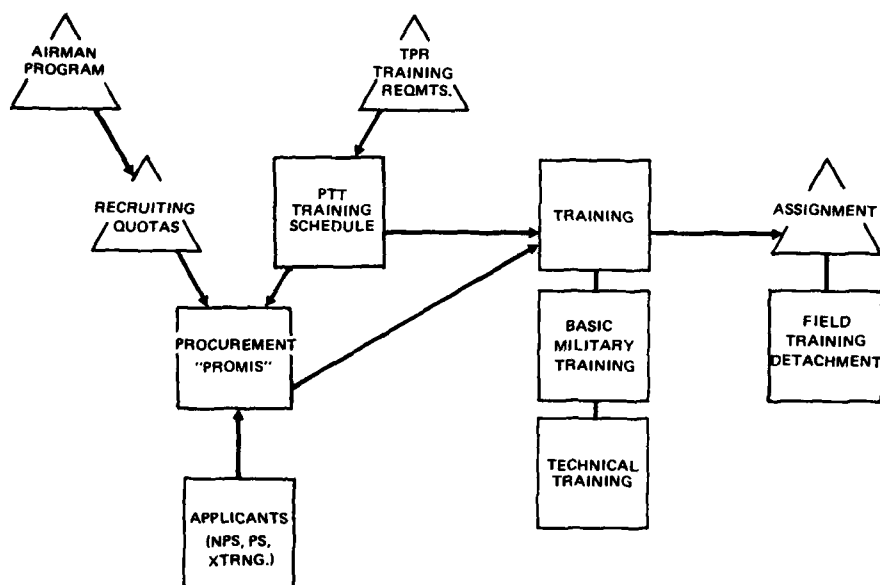 AIRMAN
PROGRAM
TPR
TRAINING
REQMTS.
RECRUITING
QUOTAS
PTT
TRAINING
SCHEDULE
TRAINING
ASSIGNMENT
PROCUREMENT
"PROMIS"
BASIC
MILITARY
TRAINING
FIELD
TRAINING
DETACHMENT
TECHNICAL
TRAINING
APPLICANTS
(NPS, PS,
XTRNG.)